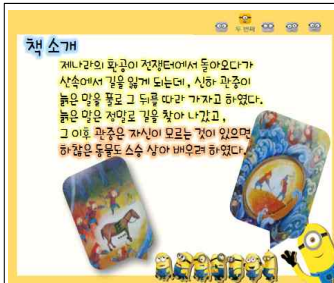 두 번째
책 소개
제나라의 환공이 전쟁터에서 돌아오다가
산속에서 길을 잃게 되는데, 신하 관중이
늙은 말을 풀로 그 뒤를 따라 가자고 하였다.
늙은 말은 정말로 길을 찾아 나갔고,
그 이후 관중은 자신이 모르는 것이 있으면
하찮은 동물도 스승 삼아 배우려 하였다.